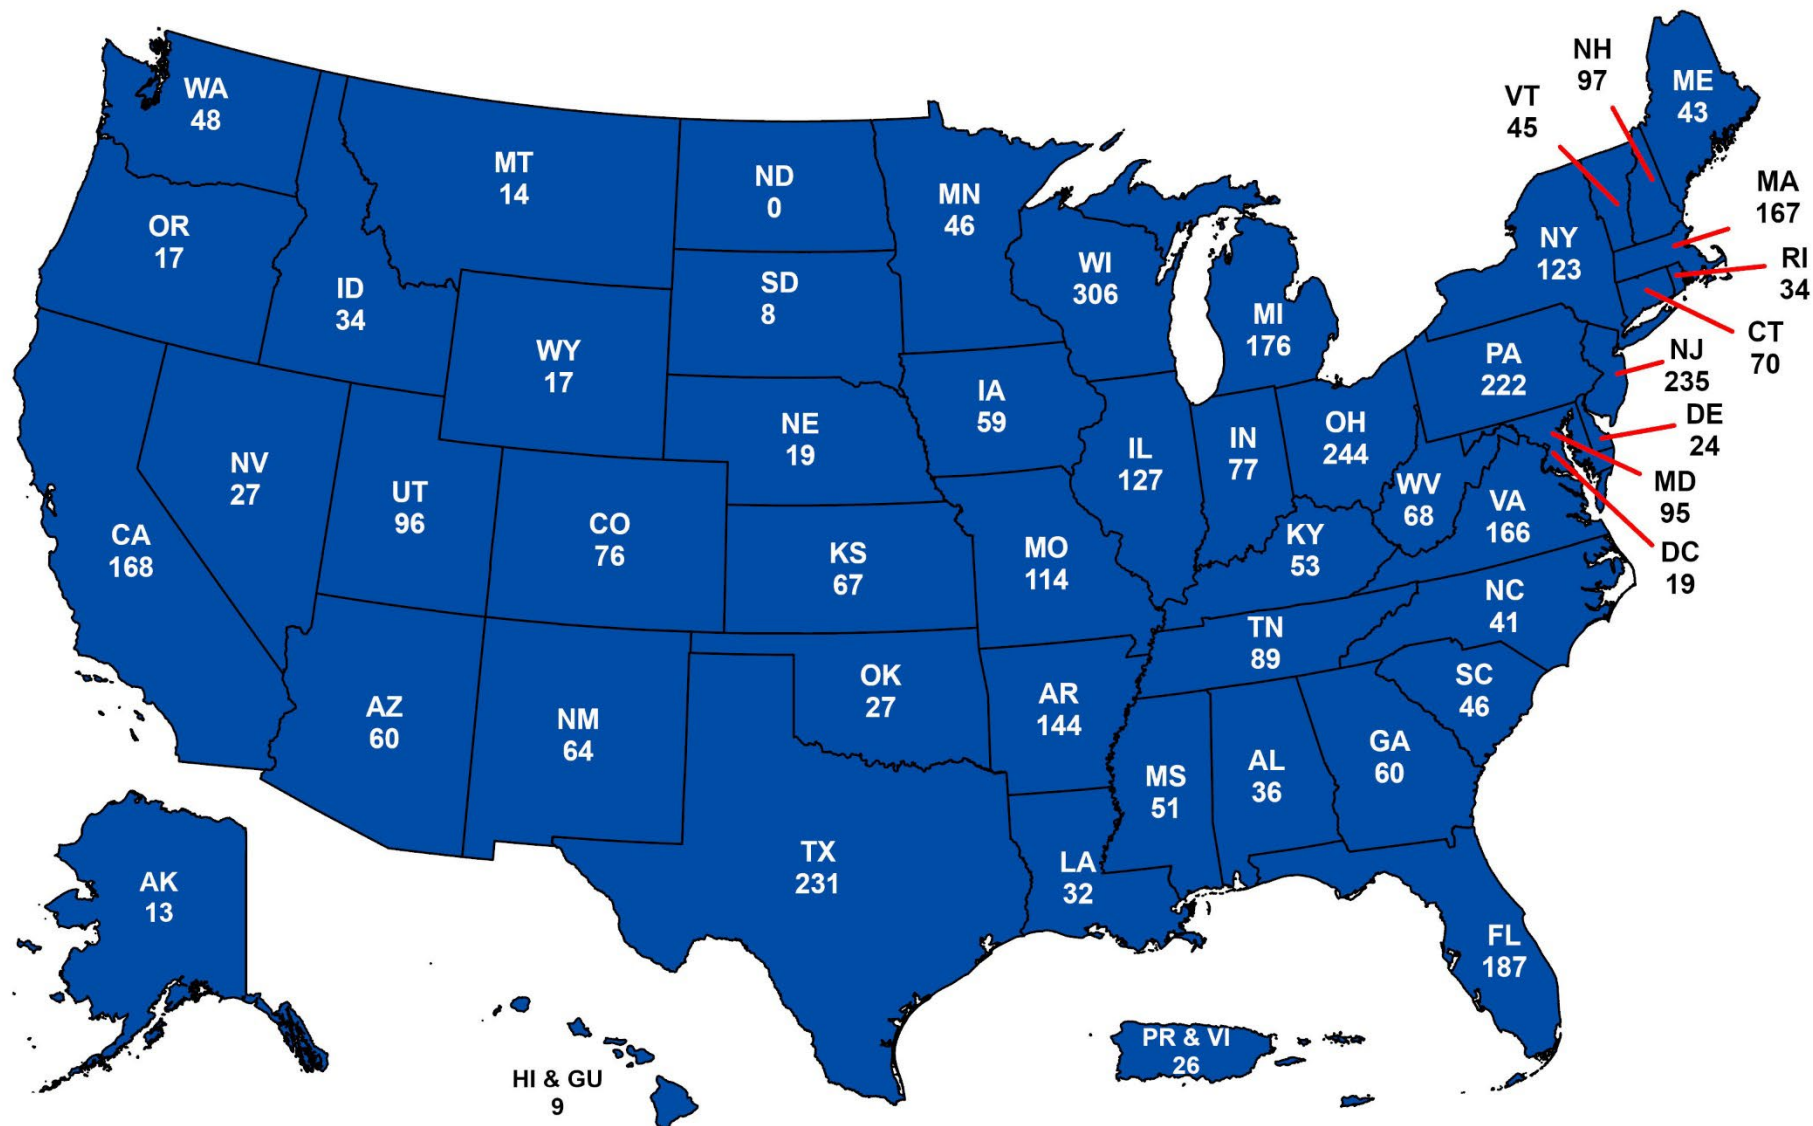 WA
48
OR
17
CA
168
NV
27
ID
34
MT
14
WY
17
UT
96
AZ
60
CO
76
NM
64
ND
0
SD
8
NE
19
KS
67
OK
27
TX
231
MN
46
IA
59
MO
114
AR
144
LA
32
WI
306
IL
127
MI
176
IN
77
OH
244
KY
53
TN
89
MS
51
AL
36
GA
60
FL
187
SC
46
NC
41
VA
166
WV
68
PA
222
NY
123
VT
45
NH
97
ME
43
MA
167
RI
34
CT
70
NJ
235
DE
24
MD
95
DC
19
AK
13
HI & GU
9
PR & VI
26